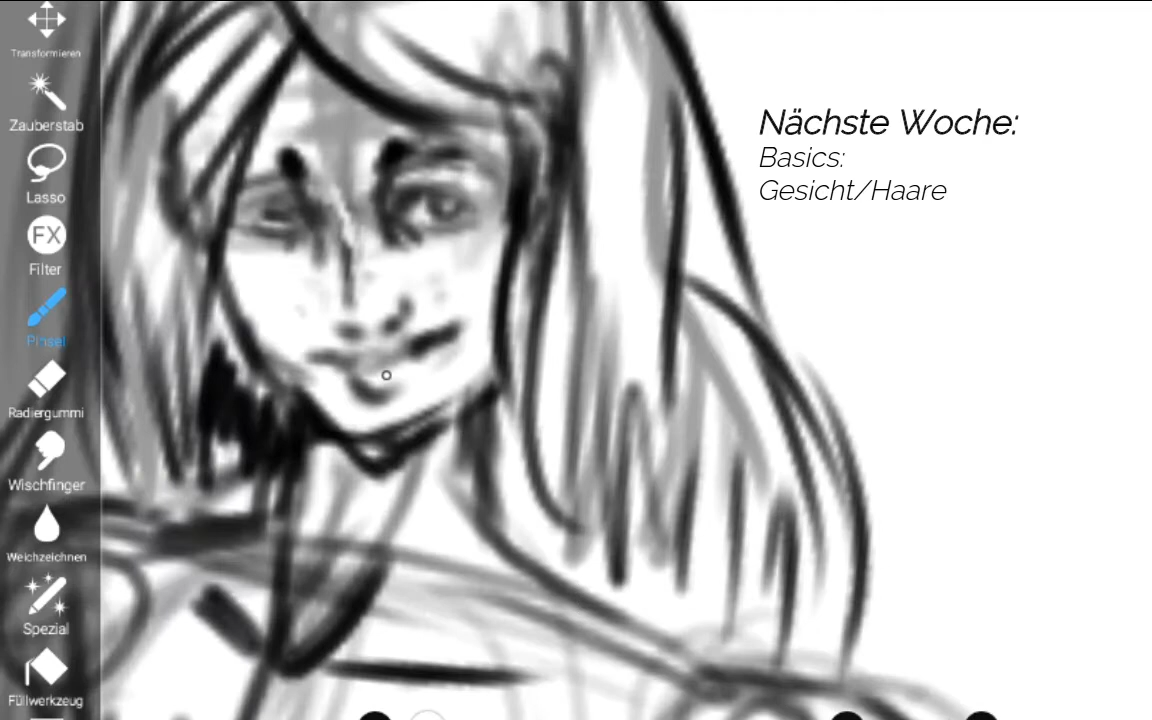 Transformieren
Zauberstab
Lasso
FX
Filter
Pinsel
Radiergummi
Wischfinger
Weichzeichnen
Spezial
Füllwerkzeug
Nächste Woche:
Basics:
Gesicht/Haare